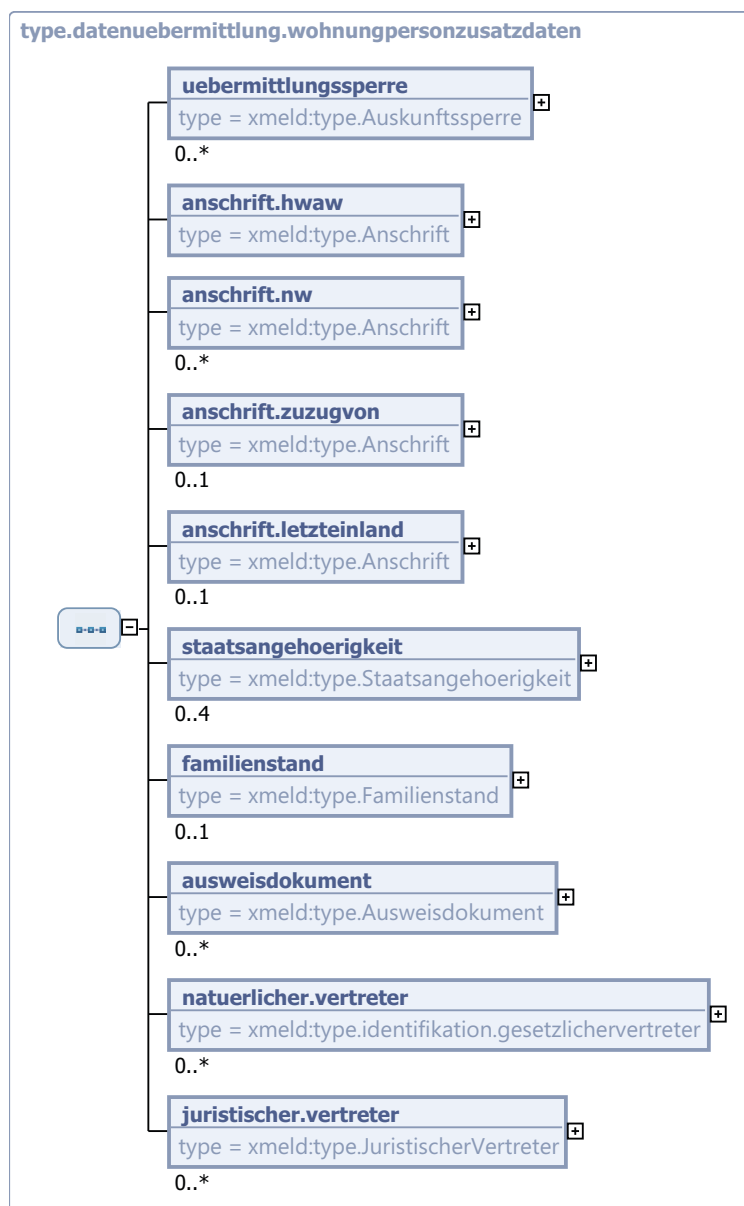 type.datenuebermittlung.wohnungpersonzusatzdaten
uebermittlungssperre
type = xmeld:type.Auskunftssperre
0..*
anschrift.hwaw
type = xmeld:type.Anschrift
anschrift.nw
type = xmeld:type.Anschrift
0..*
anschrift.zuzugvon
type = xmeld:type.Anschrift
0..1
anschrift.letzteinland
type = xmeld:type.Anschrift
0..1
staatsangehoerigkeit
type = xmeld:type.Staatsangehoerigkeit
0..4
familienstand
type = xmeld:type.Familienstand
0..1
ausweisdokument
type = xmeld:type.Ausweisdokument
0..*
natuerlicher.vertreter
type = xmeld:type.identifikation.gesetzlichervertreter
0..*
juristischer.vertreter
type = xmeld:type.JuristischerVertreter
0..*